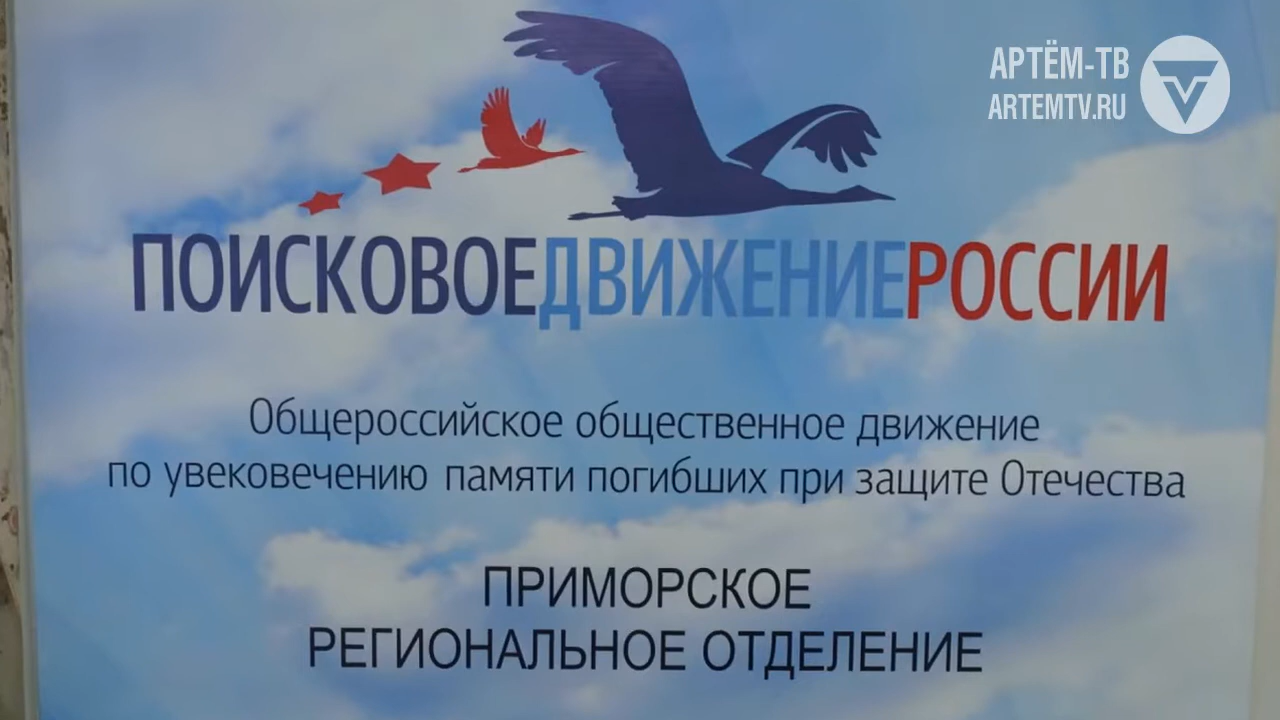 АРТЁМ-ТВ
ARTEMTV.RU
ПОИСКОВОЕДВИЖЕНИЕРОССИИ
Общероссийское общественное движение
по увековечению памяти погибших при защите Отечества
ПРИМОРСКОЕ
РЕГИОНАЛЬНОЕ ОТДЕЛЕНИЕ